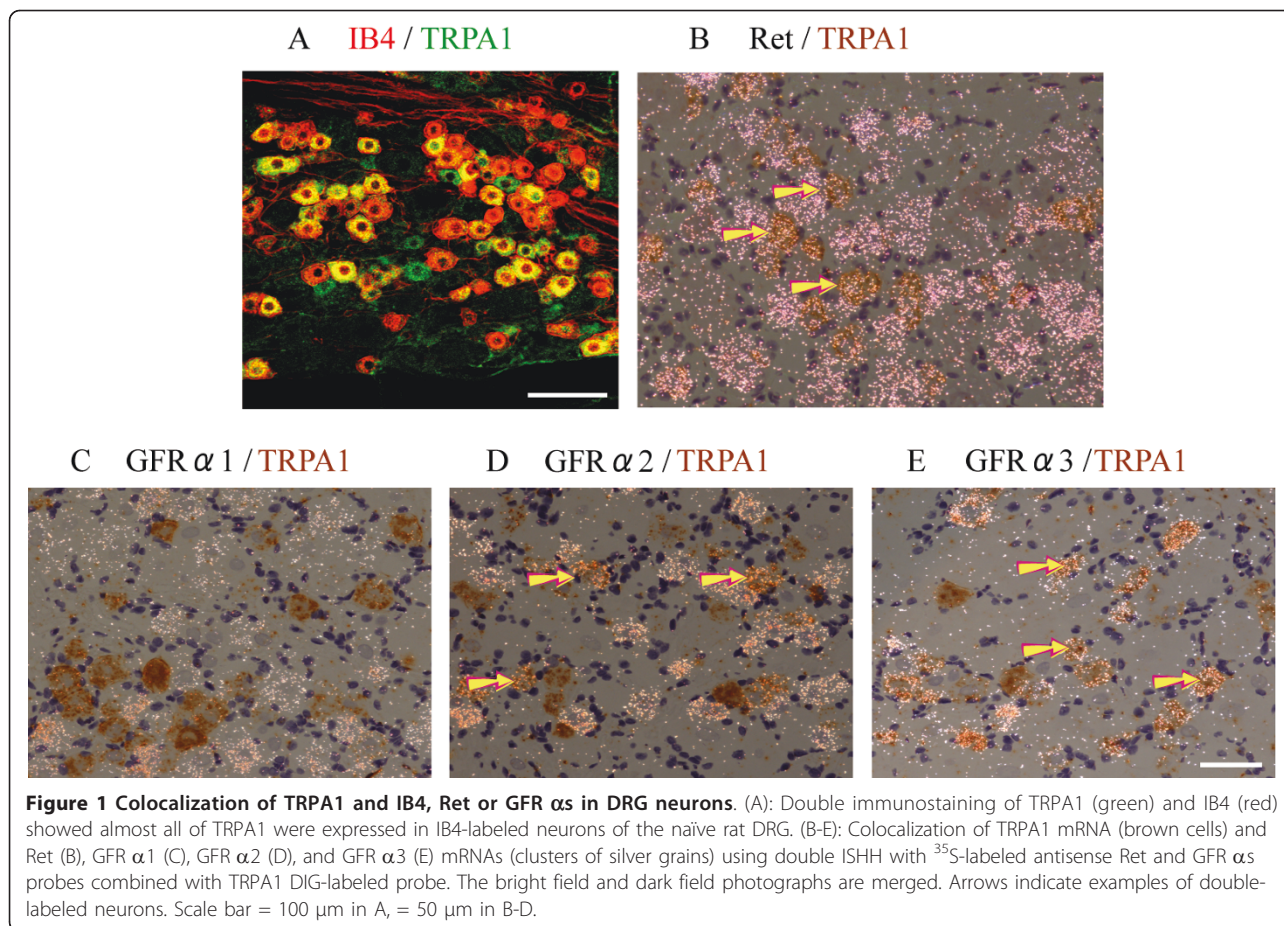 A IB4 / TRPA1
B Ret / TRPA1
C GFR α 1 / TRPA1
D GFR α 2 / TRPA1
E GFR α 3 / TRPA1
Figure 1 Colocalization of TRPA1 and IB4, Ret or GFR αs in DRG neurons. (A): Double immunostaining of TRPA1 (green) and IB4 (red)
showed almost all of TRPA1 were expressed in IB4-labeled neurons of the naïve rat DRG. (B-E): Colocalization of TRPA1 mRNA (brown cells) and
Ret (B), GFR α1 (C), GFR α2 (D), and GFR α3 (E) mRNAs (clusters of silver grains) using double ISHH with ³⁵S-labeled antisense Ret and GFR αs
probes combined with TRPA1 DIG-labeled probe. The bright field and dark field photographs are merged. Arrows indicate examples of double-
labeled neurons. Scale bar = 100 μm in A, = 50 μm in B-D.